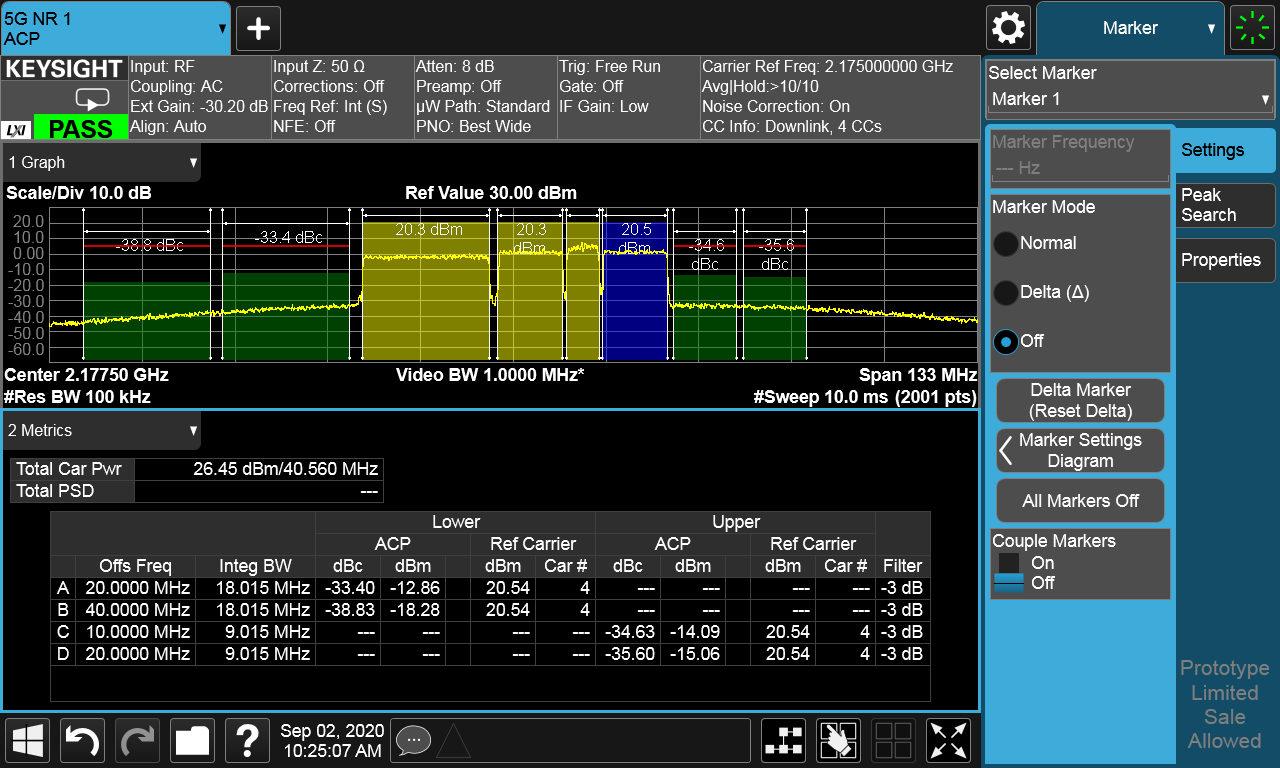 5G NR 1
ACP
Marker
KEYSIGHT
LXI
PASS
Input: RF
Coupling: AC
Ext Gain: -30.20 dB
Align: Auto
Input Z: 50 Ω
Corrections: Off
Freq Ref: Int (S)
NFE: Off
Atten: 8 dB
Preamp: Off
µW Path: Standard
PNO: Best Wide
Trig: Free Run
Gate: Off
IF Gain: Low
Carrier Ref Freq: 2.175000000 GHz
Avg|Hold:>10/10
Noise Correction: On
CC Info: Downlink, 4 CCs
1 Graph
Scale/Div 10.0 dB
Ref Value 30.00 dBm
20.0
10.0
0.00
-10.0
-20.0
-30.0
-40.0
-50.0
-60.0
-38.8 dBc
-33.4 dBc
20.3 dBm
20.3
dBm
20.5
dBm
-34.6
dBc
-35.6
dBc
Center 2.17750 GHz
Video BW 1.0000 MHz*
Span 133 MHz
#Res BW 100 kHz
#Sweep 10.0 ms (2001 pts)
2 Metrics
Total Car Pwr 26.45 dBm/40.560 MHz
Total PSD ---
Lower Upper
ACP Ref Carrier ACP Ref Carrier
Offs Freq Integ BW dBc dBm dBm Car # dBc dBm dBm Car # Filter
A 20.0000 MHz 18.015 MHz -33.40 -12.86 20.54 4 --- --- --- --- -3 dB
B 40.0000 MHz 18.015 MHz -38.83 -18.28 20.54 4 --- --- --- --- -3 dB
C 10.0000 MHz 9.015 MHz --- --- --- --- -34.63 -14.09 20.54 4 -3 dB
D 20.0000 MHz 9.015 MHz --- --- --- --- -35.60 -15.06 20.54 4 -3 dB
Sep 02, 2020
10:25:07 AM
Select Marker
Marker 1
Marker Frequency
--- Hz
Marker Mode
Normal
Delta (Δ)
Off
Delta Marker
(Reset Delta)
Marker Settings
Diagram
All Markers Off
Couple Markers
On
Off
Settings
Peak
Search
Properties
Prototype
Limited
Sale
Allowed